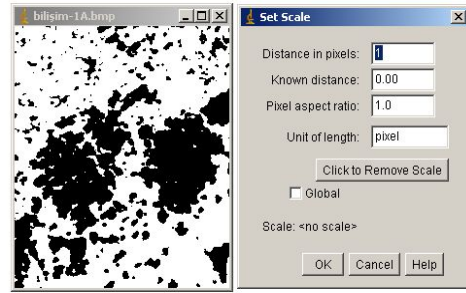 bilişim-1A.bmp
Set Scale
Distance in pixels: 1
Known distance: 0.00
Pixel aspect ratio: 1.0
Unit of length: pixel
Click to Remove Scale
Global
Scale: <no scale>
OK Cancel Help